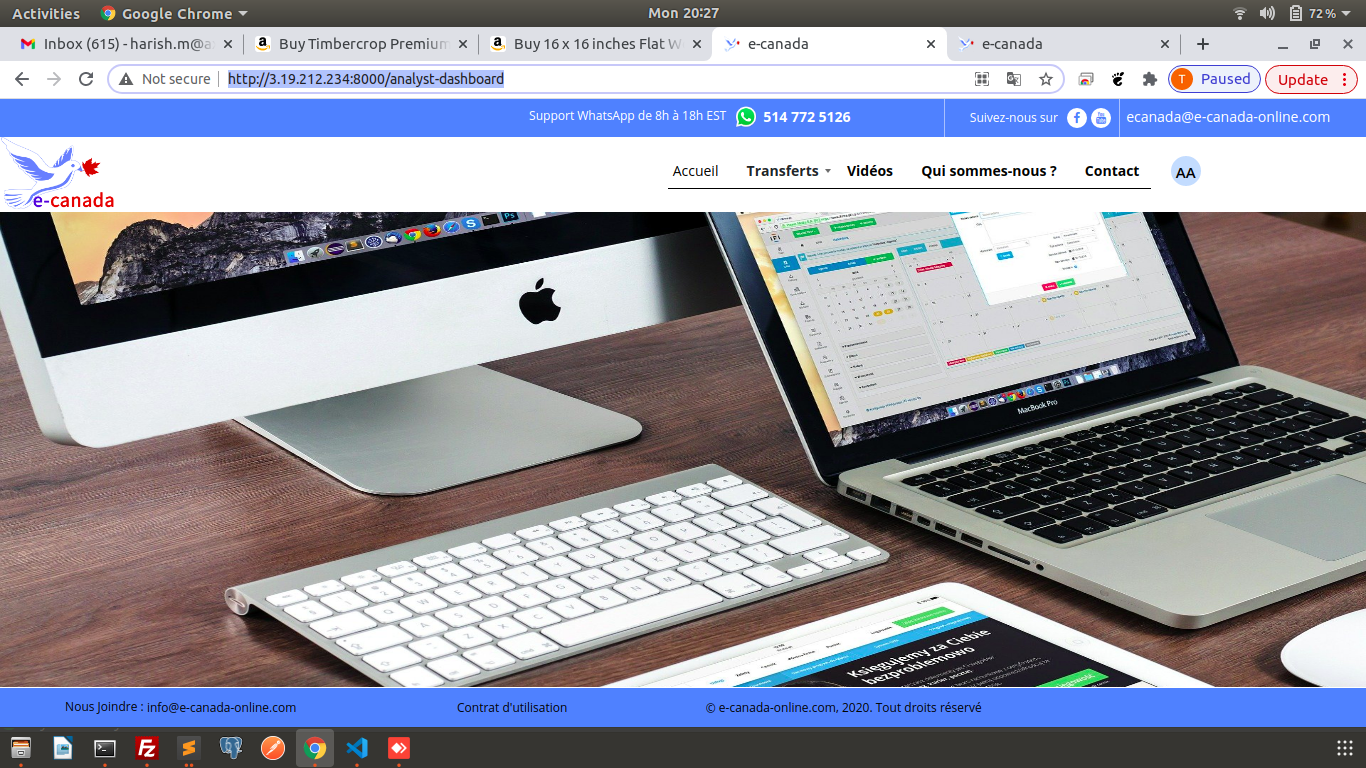 Activities Google Chrome Mon 20:27 72 %
Inbox (615) - harish.m@a Buy Timbercrop Premium Buy 16 x 16 inches Flat W e-canada e-canada
Not secure http://3.19.212.234:8000/analyst-dashboard T Paused Update
Support WhatsApp de 8h à 18h EST 514 772 5126 Suivez-nous sur ecanada@e-canada-online.com
e-canada
Accueil Transferts Vidéos Qui sommes-nous ? Contact AA
MacBook Pro
Księgujemy za Ciebie
bezproblemowo
Nous Joindre : info@e-canada-online.com Contrat d'utilisation © e-canada-online.com, 2020. Tout droits réservé